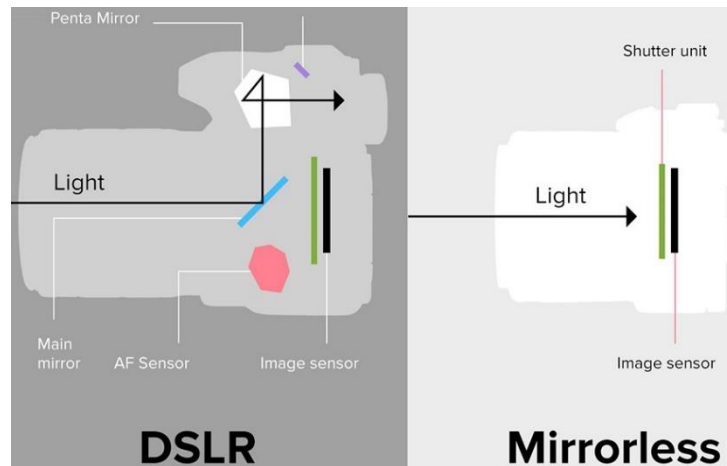 Penta Mirror
Light
Main
mirror
AF Sensor
Image sensor
DSLR
Shutter unit
Light
Image sensor
Mirrorless